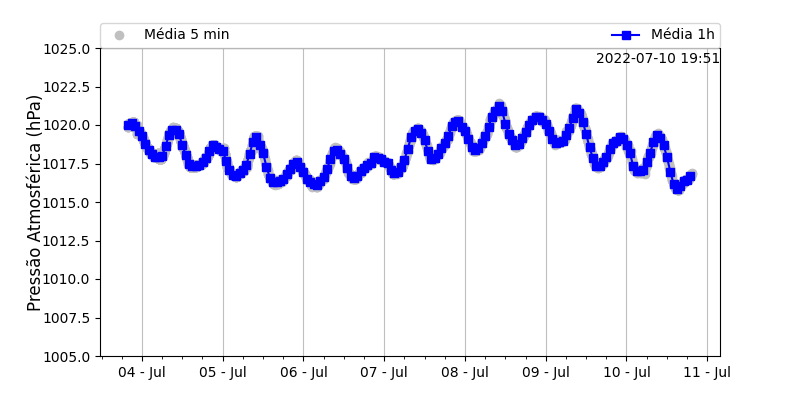 Média 5 min
Média 1h
2022-07-10 19:51
Pressão Atmosférica (hPa)
1025.0
1022.5
1020.0
1017.5
1015.0
1012.5
1010.0
1007.5
1005.0
04 - Jul
05 - Jul
06 - Jul
07 - Jul
08 - Jul
09 - Jul
10 - Jul
11 - Jul